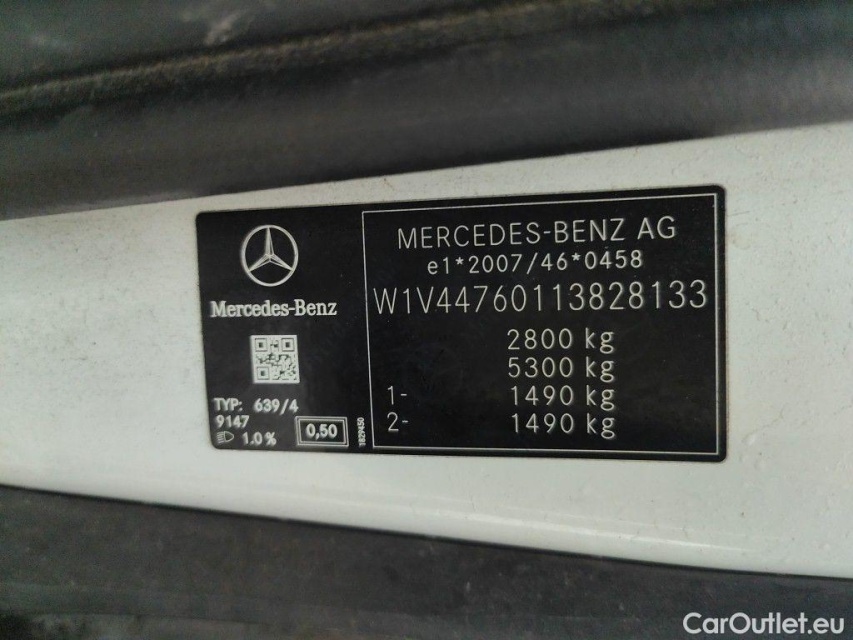 Mercedes-Benz
TYP: 639/4
9147
1.0 %
0,50
1829450
MERCEDES-BENZ AG
e1*2007/46*0458
W1V44760113828133
2800 kg
5300 kg
1- 1490 kg
2- 1490 kg
CarOutlet.eu